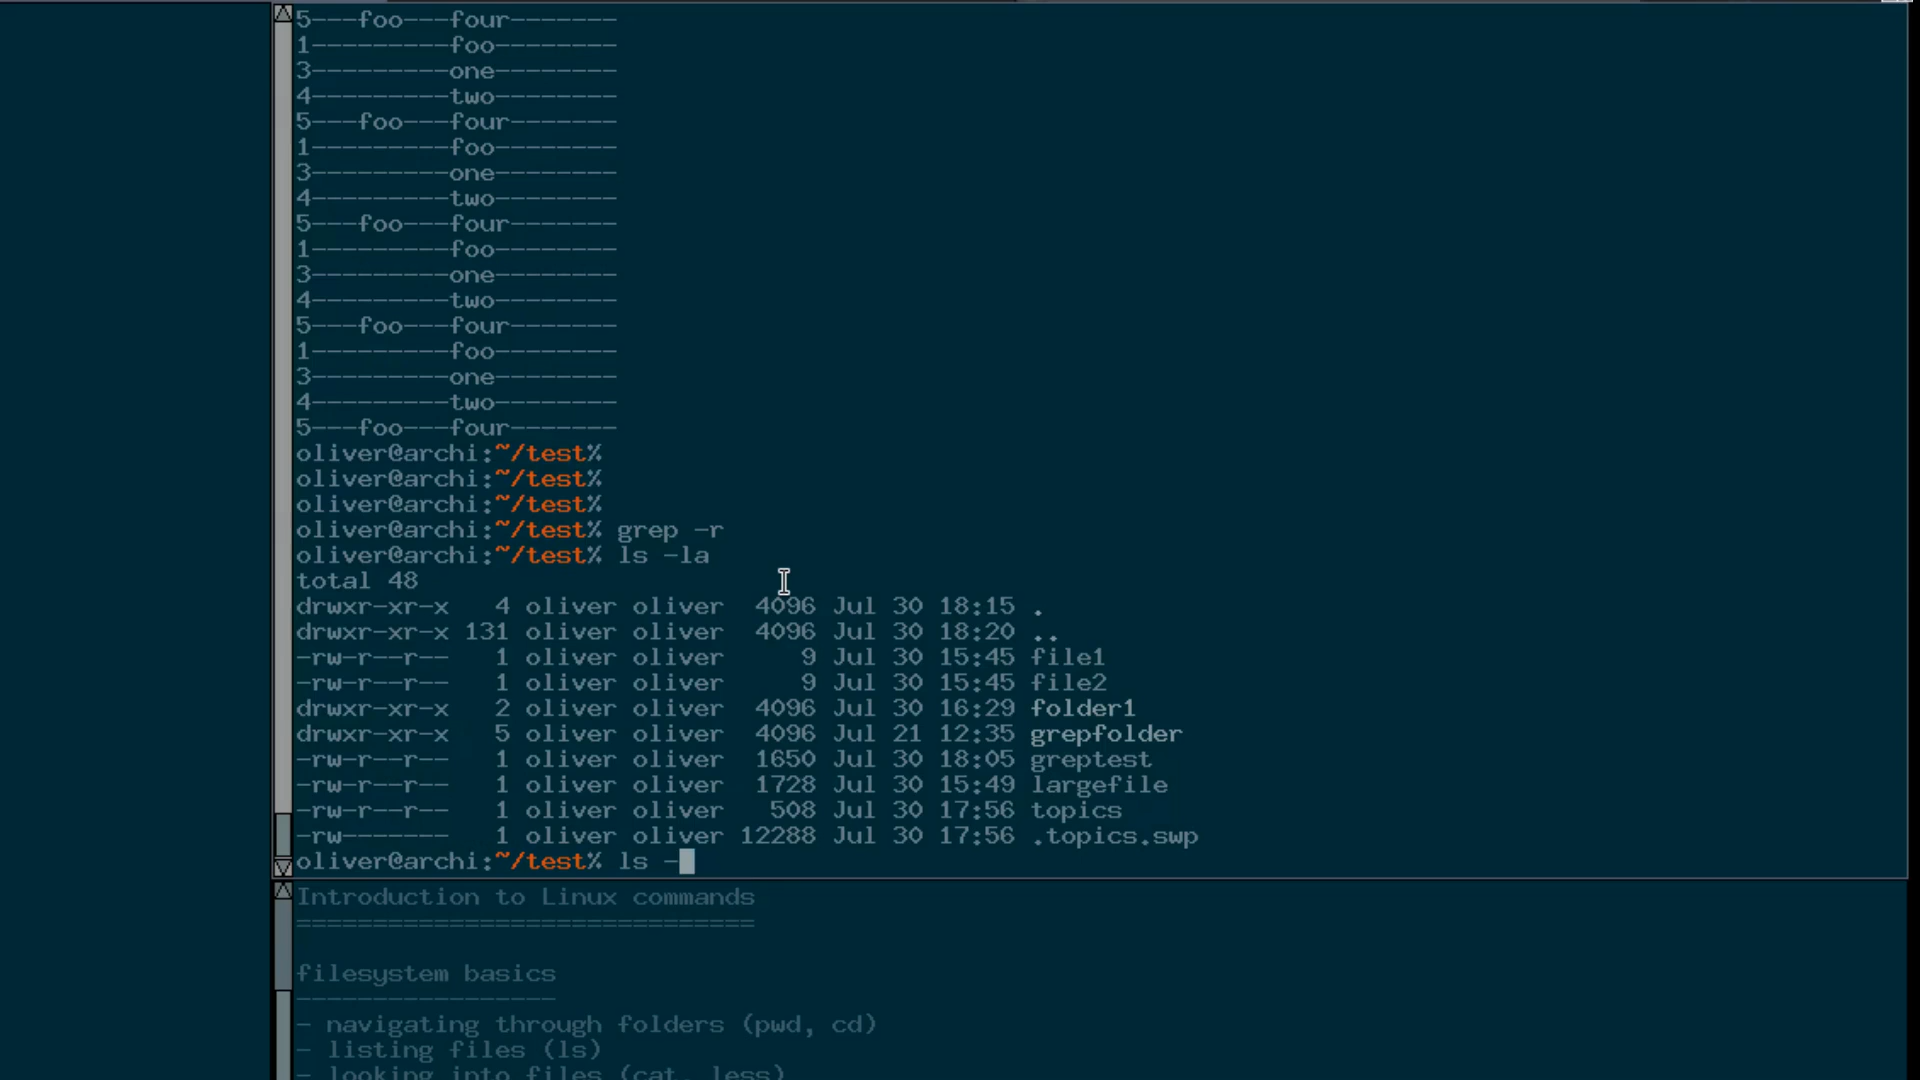 5---foo---four-------
1---------foo--------
3---------one--------
4---------two--------
5---foo---four-------
1---------foo--------
3---------one--------
4---------two--------
5---foo---four-------
1---------foo--------
3---------one--------
4---------two--------
5---foo---four-------
1---------foo--------
3---------one--------
4---------two--------
5---foo---four-------
oliver@archi:~/test%
oliver@archi:~/test%
oliver@archi:~/test%
oliver@archi:~/test% grep -r
oliver@archi:~/test% ls -la
total 48
drwxr-xr-x   4 oliver oliver  4096 Jul 30 18:15 .
drwxr-xr-x 131 oliver oliver  4096 Jul 30 18:20 ..
-rw-r--r--   1 oliver oliver     9 Jul 30 15:45 file1
-rw-r--r--   1 oliver oliver     9 Jul 30 15:45 file2
drwxr-xr-x   2 oliver oliver  4096 Jul 30 16:29 folder1
drwxr-xr-x   5 oliver oliver  4096 Jul 21 12:35 grepfolder
-rw-r--r--   1 oliver oliver  1650 Jul 30 18:05 greptest
-rw-r--r--   1 oliver oliver  1728 Jul 30 15:49 largefile
-rw-r--r--   1 oliver oliver   508 Jul 30 17:56 topics
-rw-------   1 oliver oliver 12288 Jul 30 17:56 .topics.swp
oliver@archi:~/test% ls -
Introduction to Linux commands
==============================
filesystem basics
-----------------
- navigating through folders (pwd, cd)
- listing files (ls)
- looking into files (cat, less)